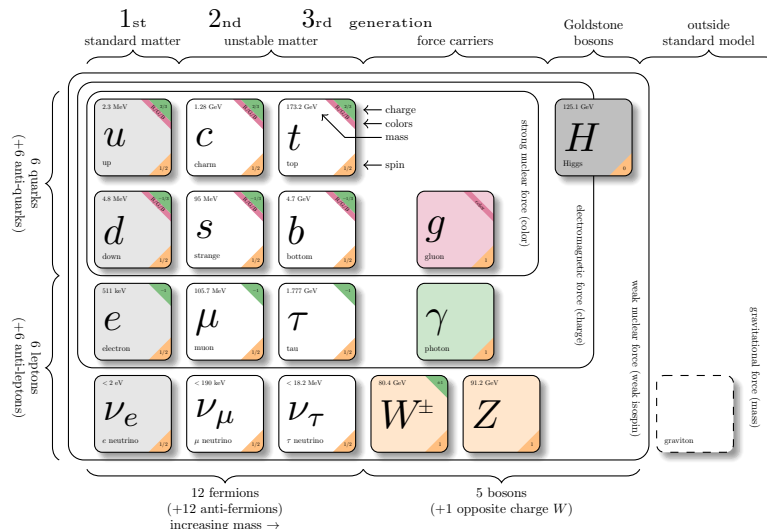 1st 2nd 3rd generation
standard matter
unstable matter
force carriers
Goldstone
bosons
outside
standard model
6 quarks
(+6 anti-quarks)
6 leptons
(+6 anti-leptons)
2.3 MeV 2/3
R/G/B
u
up
1/2
1.28 GeV 2/3
R/G/B
c
charm
1/2
173.2 GeV 2/3
R/G/B
t
top
1/2
charge
colors
mass
spin
125.1 GeV
H
Higgs
0
4.8 MeV −1/3
R/G/B
d
down
1/2
95 MeV −1/3
R/G/B
s
strange
1/2
4.7 GeV −1/3
R/G/B
b
bottom
1/2
color
g
gluon
1
strong nuclear force (color)
511 keV −1
e
electron
1/2
105.7 MeV −1
μ
muon
1/2
1.777 GeV −1
τ
tau
1/2
γ
photon
1
electromagnetic force (charge)
< 2 eV
νe
e neutrino
1/2
< 190 keV
νμ
μ neutrino
1/2
< 18.2 MeV
ντ
τ neutrino
1/2
80.4 GeV ±1
W±
1
91.2 GeV
Z
1
weak nuclear force (weak isospin)
graviton
gravitational force (mass)
12 fermions
(+12 anti-fermions)
increasing mass →
5 bosons
(+1 opposite charge W)